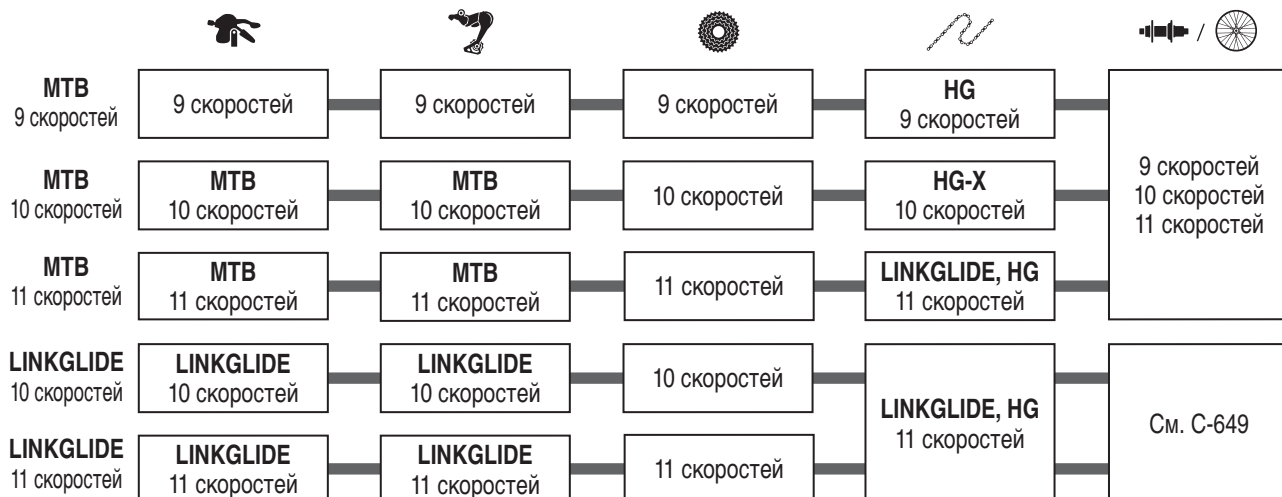 /
MTB
9 скоростей
9 скоростей
9 скоростей
9 скоростей
HG
9 скоростей
9 скоростей
10 скоростей
11 скоростей
MTB
10 скоростей
MTB
10 скоростей
MTB
10 скоростей
10 скоростей
HG-X
10 скоростей
MTB
11 скоростей
MTB
11 скоростей
MTB
11 скоростей
11 скоростей
LINKGLIDE, HG
11 скоростей
LINKGLIDE
10 скоростей
LINKGLIDE
10 скоростей
LINKGLIDE
10 скоростей
10 скоростей
LINKGLIDE, HG
11 скоростей
См. C-649
LINKGLIDE
11 скоростей
LINKGLIDE
11 скоростей
LINKGLIDE
11 скоростей
11 скоростей